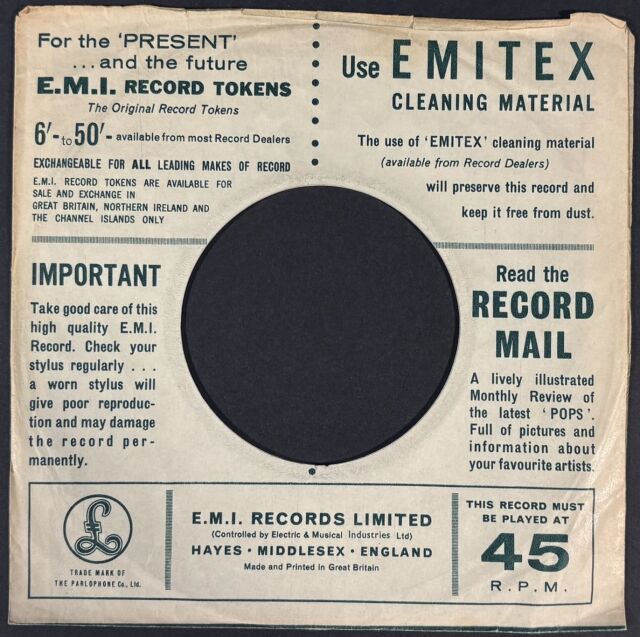 For the 'PRESENT'
...and the future
E.M.I. RECORD TOKENS
The Original Record Tokens
6/- to 50/- available from most Record Dealers
EXCHANGEABLE FOR ALL LEADING MAKES OF RECORD
E.M.I. RECORD TOKENS ARE AVAILABLE FOR
SALE AND EXCHANGE IN
GREAT BRITAIN, NORTHERN IRELAND AND
THE CHANNEL ISLANDS ONLY
Use EMITEX
CLEANING MATERIAL
The use of 'EMITEX' cleaning material
(available from Record Dealers)
will preserve this record and
keep it free from dust.
IMPORTANT
Take good care of this
high quality E.M.I.
Record. Check your
stylus regularly ...
a worn stylus will
give poor reproduc-
tion and may damage
the record per-
manently.
Read the
RECORD
MAIL
A lively illustrated
Monthly Review of
the latest 'POPS'.
Full of pictures and
information about
your favourite artists.
£
TRADE MARK OF
THE PARLOPHONE Co., Ltd.
E.M.I. RECORDS LIMITED
(Controlled by Electric & Musical Industries Ltd)
HAYES · MIDDLESEX · ENGLAND
Made and Printed in Great Britain
THIS RECORD MUST
BE PLAYED AT
45
R.P.M.